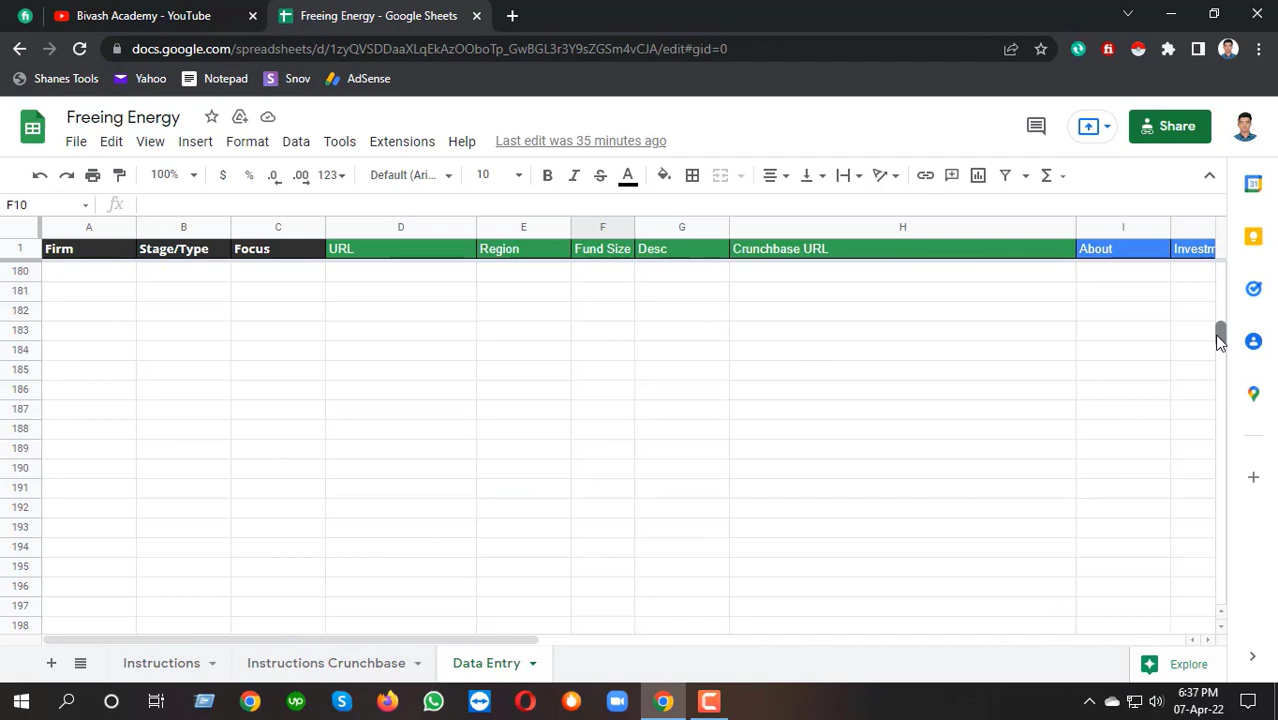 Bivash Academy - YouTube
Freeing Energy - Google Sheets
docs.google.com/spreadsheets/d/1zyQVSDDaaXLqEkAzOOboTp_GwBGL3r3Y9sZGSm4vCJA/edit#gid=0
Shanes Tools
Yahoo
Notepad
Snov
AdSense
Freeing Energy
File Edit View Insert Format Data Tools Extensions Help Last edit was 35 minutes ago
Share
100% $ % .0 .00 123 Default (Ari... 10 B I S A
F10 fx
A B C D E F G H I
1 Firm Stage/Type Focus URL Region Fund Size Desc Crunchbase URL About Investm
180
181
182
183
184
185
186
187
188
189
190
191
192
193
194
195
196
197
198
Instructions Instructions Crunchbase Data Entry Explore
6:37 PM
07-Apr-22